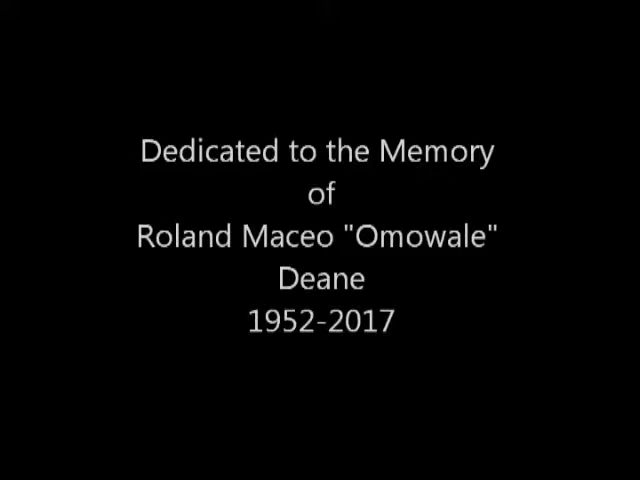 Dedicated to the Memory
of
Roland Maceo "Omowale"
Deane
1952-2017